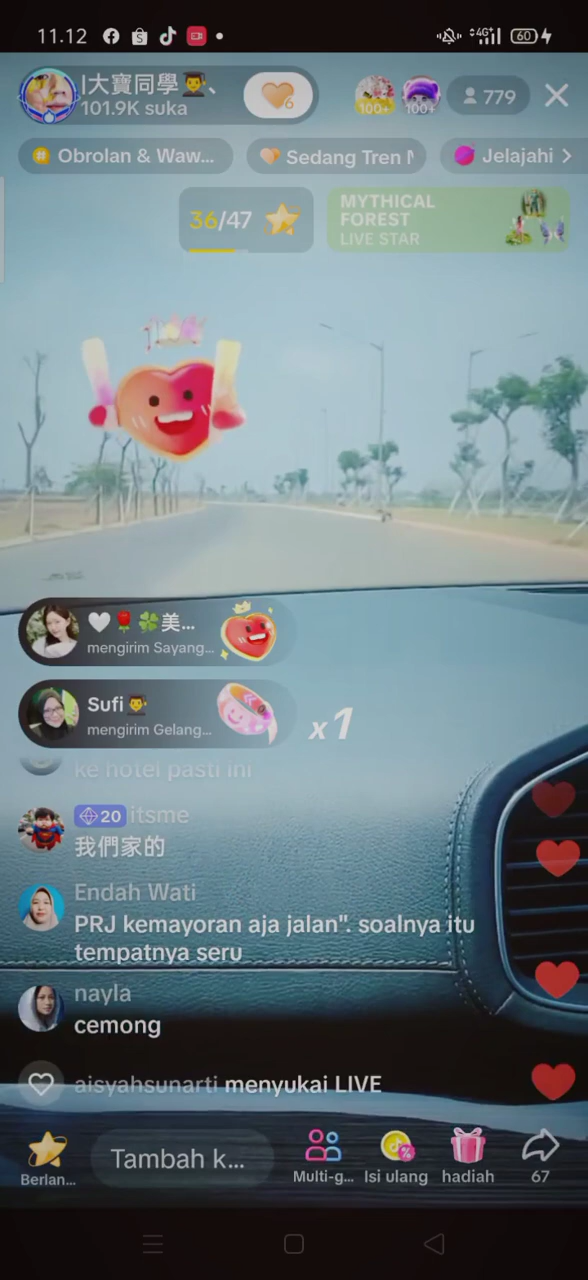 11.12
4G+
60
大寶同學👨‍🎓、
101.9K suka
6
100+
100+
779
Obrolan & Waw...
Sedang Tren
Jelajahi
36/47
MYTHICAL
FOREST
LIVE STAR
🤍🌹🍀美...
mengirim Sayang...
Sufi👨‍🎓
mengirim Gelang...
x1
ke hotel pasti ini
20 itsme
我們家的
Endah Wati
PRJ kemayoran aja jalan". soalnya itu
tempatnya seru
nayla
cemong
aisyahsunarti menyukai LIVE
Berlan...
Tambah k...
Multi-g...
Isi ulang
hadiah
67